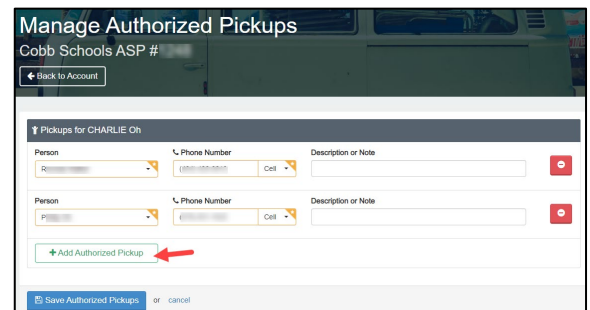 Manage Authorized Pickups
Cobb Schools ASP #
Back to Account
Pickups for CHARLIE Oh
Person Phone Number Description or Note
R Cell
Person Phone Number Description or Note
P Cell
+ Add Authorized Pickup
Save Authorized Pickups or cancel